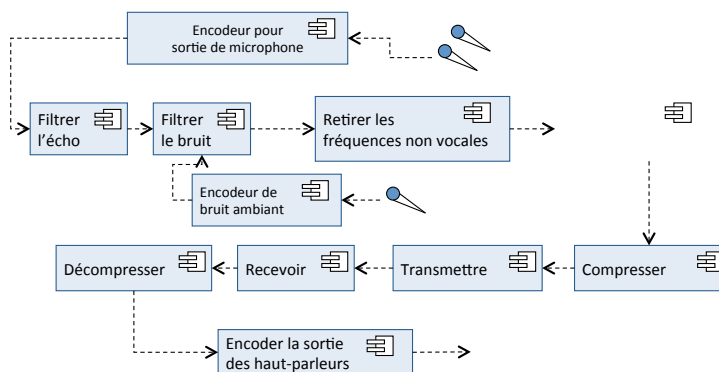 Encodeur pour
sortie de microphone
Filtrer
l’écho
Filtrer
le bruit
Retirer les
fréquences non vocales
Encodeur de
bruit ambiant
Décompresser
Recevoir
Transmettre
Compresser
Encoder la sortie
des haut-parleurs